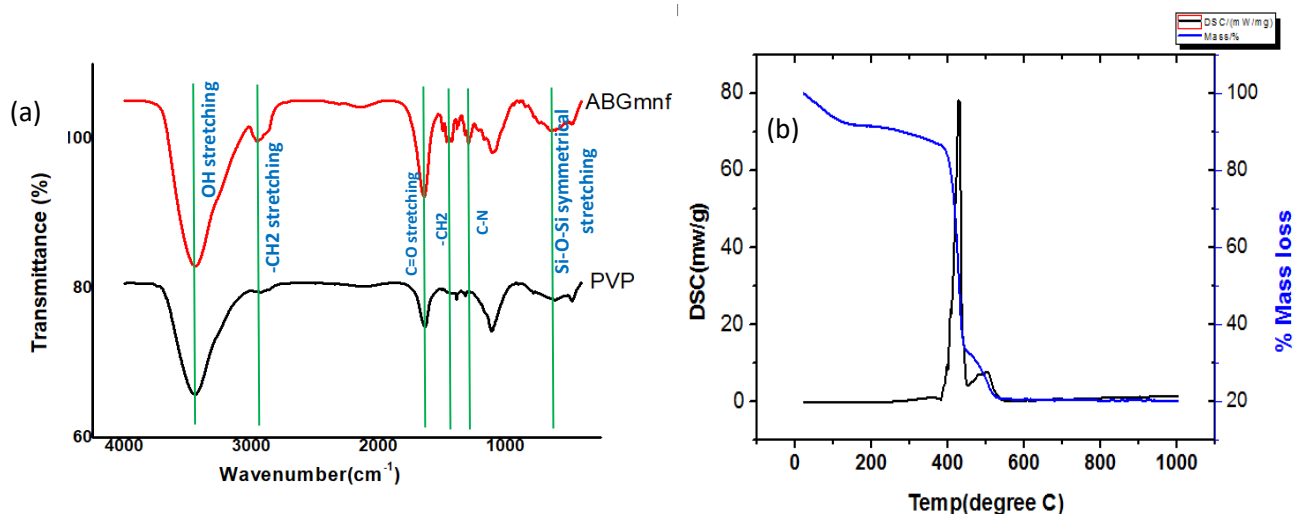 (a)
ABGmnf
PVP
OH stretching
-CH2 stretching
C=O stretching
-CH2
C-N
Si-O-Si symmetrical
stretching
Transmittance (%)
100
80
60
4000
3000
2000
1000
Wavenumber(cm-1)
DSC/(mW/mg)
Mass/%
(b)
DSC(mw/g)
80
60
40
20
0
0
200
400
600
800
1000
Temp(degree C)
100
80
60
40
20
% Mass loss